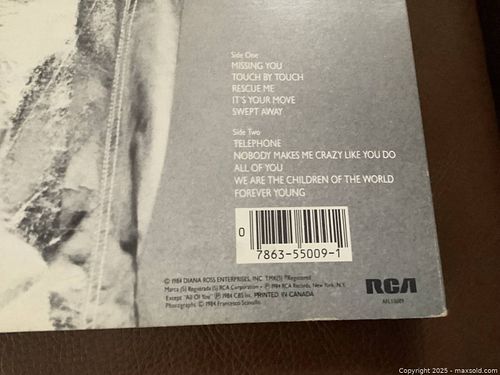 Side One
MISSING YOU
TOUCH BY TOUCH
RESCUE ME
IT'S YOUR MOVE
SWEPT AWAY
Side Two
TELEPHONE
NOBODY MAKES ME CRAZY LIKE YOU DO
ALL OF YOU
WE ARE THE CHILDREN OF THE WORLD
FOREVER YOUNG
0 7863-55009-1
© 1984 DIANA ROSS ENTERPRISES, INC. TMK(S) ®Registered
Marca (S) Registrada (S) RCA Corporation • ℗ 1984 RCA Records, New York, N.Y.
Except "All Of You" ℗ 1984 CBS Inc. PRINTED IN CANADA
Photographs: © 1984 Francesco Scavullo
RCA
AFL15009
Copyright 2025 - maxsold.com